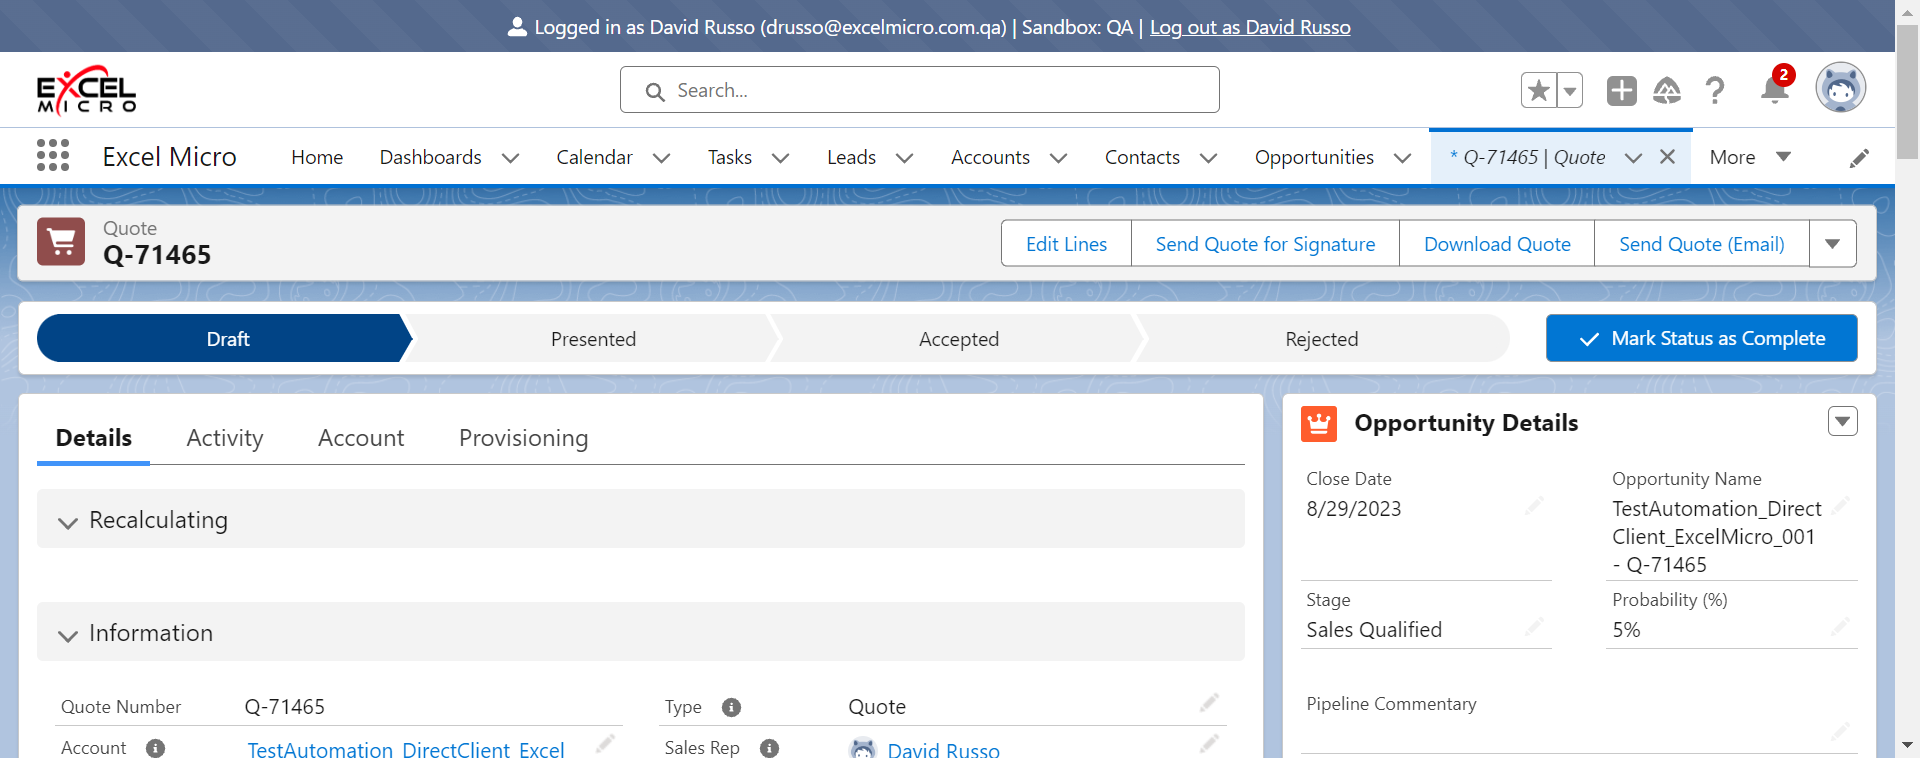 Logged in as David Russo (drusso@excelmicro.com.qa) | Sandbox: QA | Log out as David Russo
EXCEL
MICRO
Search...
2
Excel Micro
Home
Dashboards
Calendar
Tasks
Leads
Accounts
Contacts
Opportunities
* Q-71465 | Quote
More
Quote
Q-71465
Edit Lines
Send Quote for Signature
Download Quote
Send Quote (Email)
Draft
Presented
Accepted
Rejected
Mark Status as Complete
Details
Activity
Account
Provisioning
Recalculating
Information
Quote Number
Q-71465
Type
Quote
Account
TestAutomation_DirectClient_Excel
Sales Rep
David Russo
Opportunity Details
Close Date
8/29/2023
Opportunity Name
TestAutomation_Direct
Client_ExcelMicro_001
- Q-71465
Stage
Sales Qualified
Probability (%)
5%
Pipeline Commentary